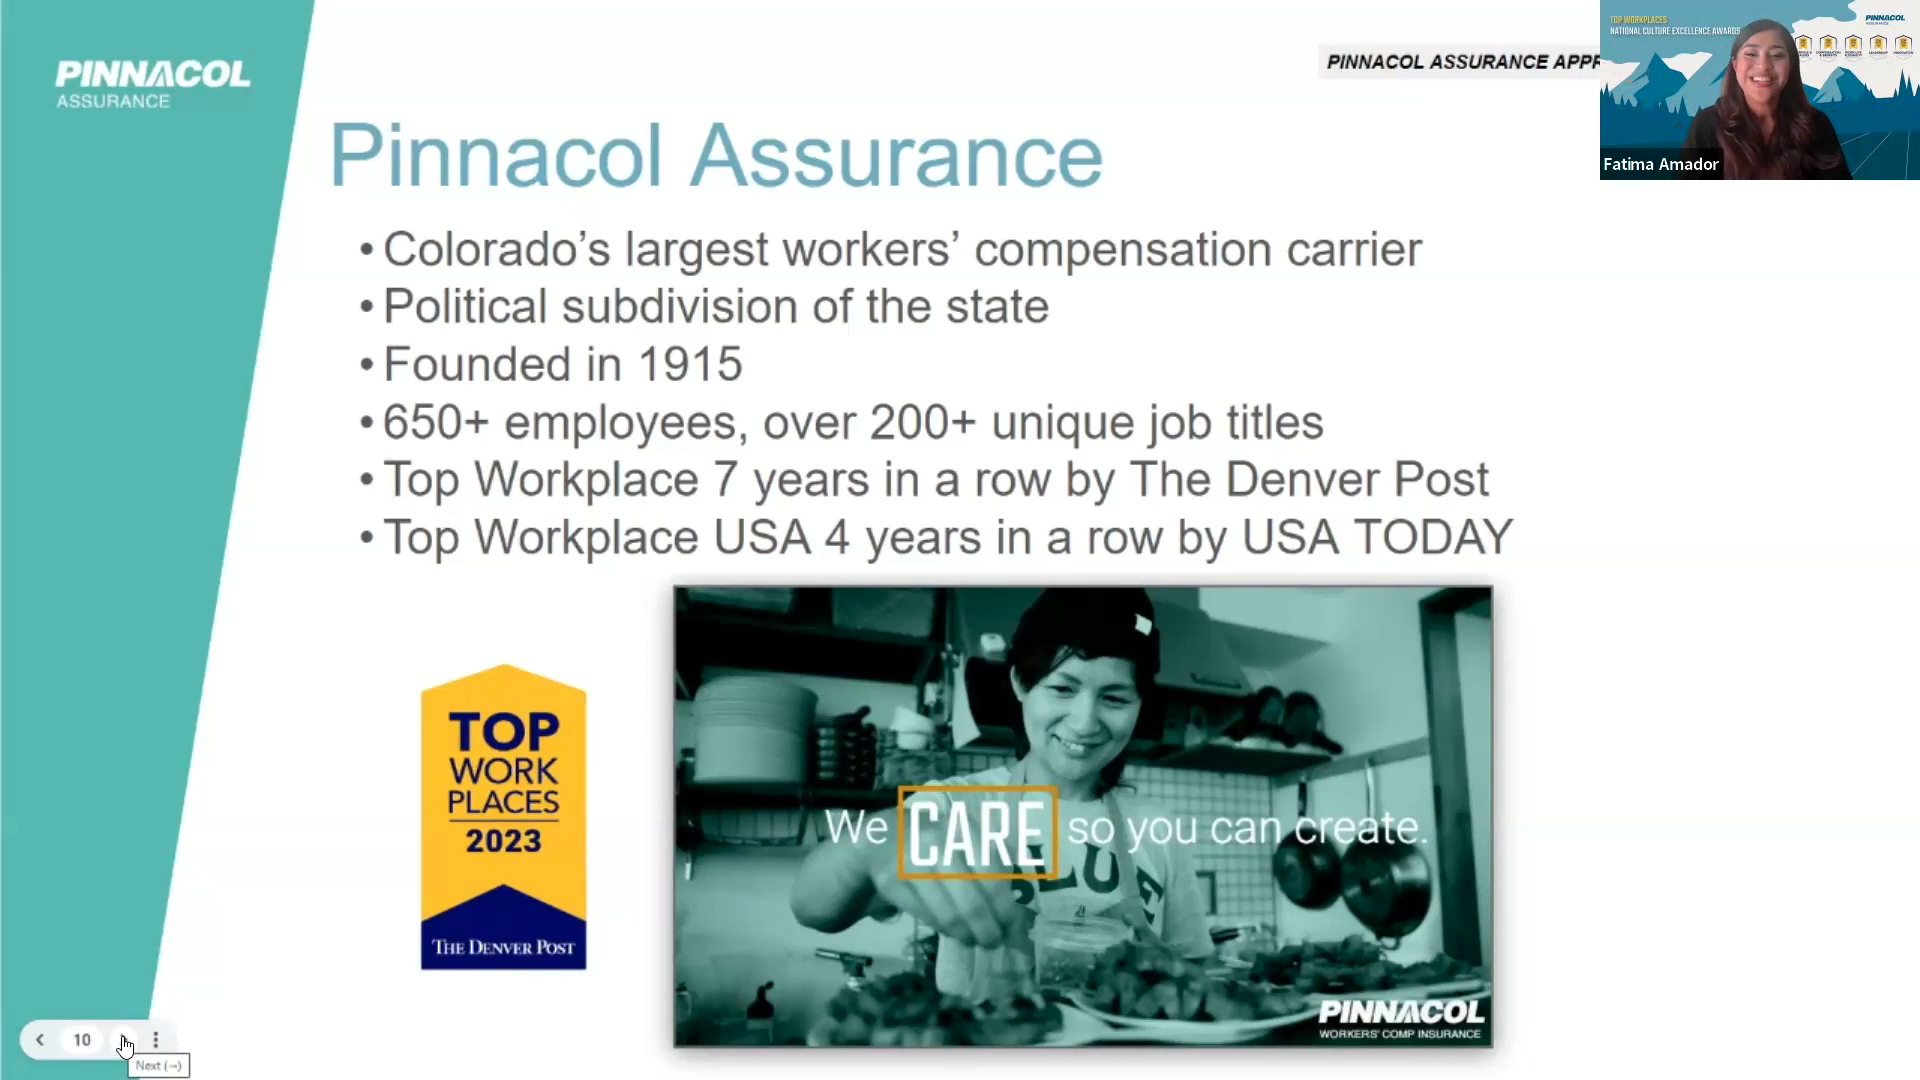 PINNACOL
ASSURANCE
PINNACOL ASSURANCE APPR
TOP WORKPLACES
NATIONAL CULTURE EXCELLENCE AWARDS
PINNACOL
ASSURANCE
Fatima Amador
Pinnacol Assurance
• Colorado’s largest workers’ compensation carrier
• Political subdivision of the state
• Founded in 1915
• 650+ employees, over 200+ unique job titles
• Top Workplace 7 years in a row by The Denver Post
• Top Workplace USA 4 years in a row by USA TODAY
TOP
WORK
PLACES
2023
THE DENVER POST
We CARE so you can create.
PINNACOL
WORKERS' COMP INSURANCE
10
Next (→)